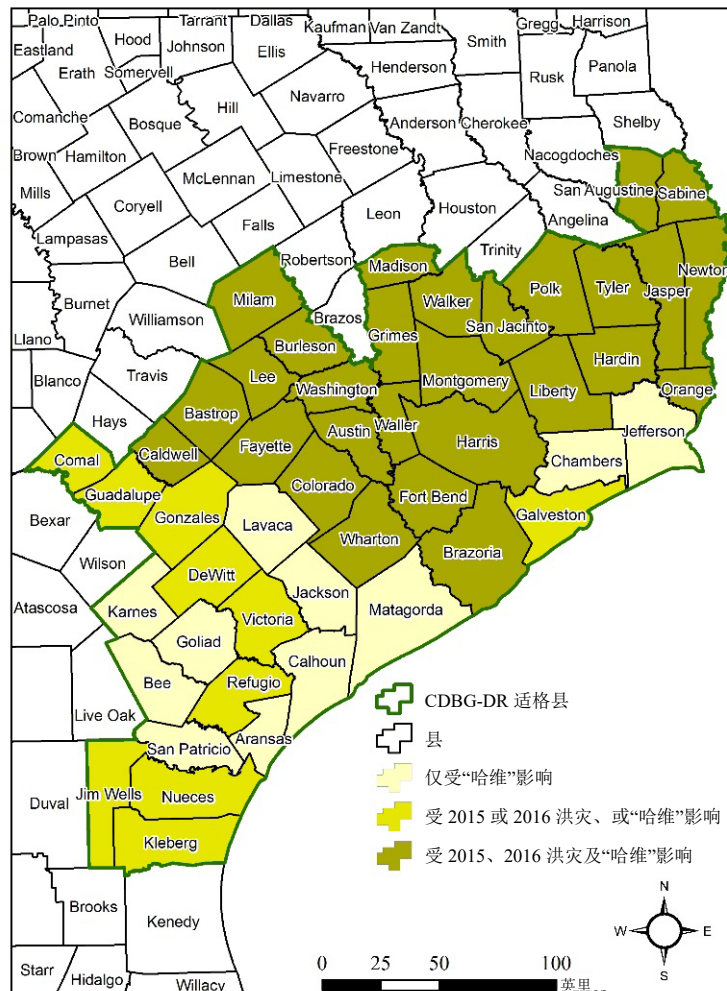 Palo Pinto Tarrant Dallas Kaufman Van Zandt Gregg Harrison
Hood Johnson Ellis Smith
Eastland Erath Somervell Henderson Rusk Panola
Hill Navarro
Comanche Bosque Anderson Cherokee Shelby
Brown Hamilton Freestone Nacogdoches
McLennan Limestone
Mills San Augustine Sabine
Coryell Leon Houston Angelina
Lampasas Falls Trinity
Bell Robertson Madison
Burnet Milam Walker Polk Tyler Jasper Newton
Williamson Brazos Grimes San Jacinto
Llano Burleson
Blanco Travis Lee Washington Montgomery Liberty Hardin Orange
Hays Bastrop Austin Waller Jefferson
Comal Caldwell Fayette Harris Chambers
Guadalupe Colorado Fort Bend
Bexar Gonzales Lavaca Galveston
Wilson Wharton Brazoria
DeWitt
Atascosa Karnes Jackson Matagorda
Victoria
Goliad
Bee Calhoun
Refugio
Live Oak Aransas
San Patricio
Duval Jim Wells Nueces
Kleberg
Brooks Kenedy
Starr Hidalgo Willacy
CDBG-DR 适格县
县
仅受“哈维”影响
受 2015 或 2016 洪灾、或“哈维”影响
受 2015、2016 洪灾及“哈维”影响
N
W E
S
0 25 50 100
英里